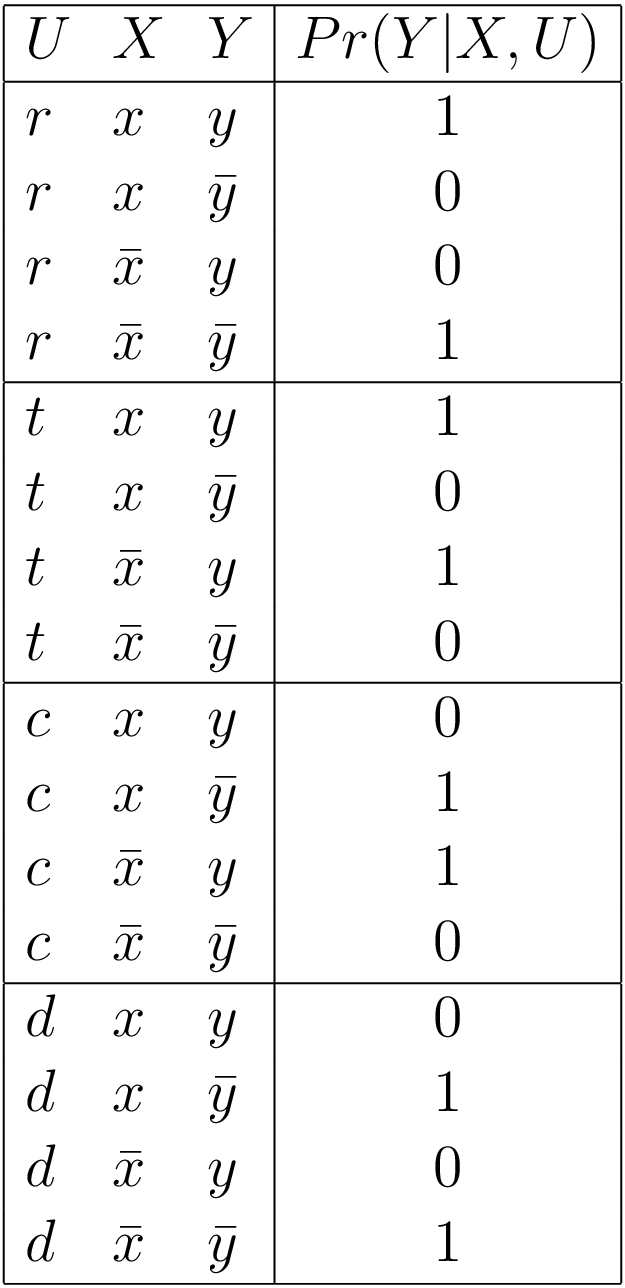 U X Y Pr(Y|X, U)
r x y 1
r x ȳ 0
r x̄ y 0
r x̄ ȳ 1
t x y 1
t x ȳ 0
t x̄ y 1
t x̄ ȳ 0
c x y 0
c x ȳ 1
c x̄ y 1
c x̄ ȳ 0
d x y 0
d x ȳ 1
d x̄ y 0
d x̄ ȳ 1